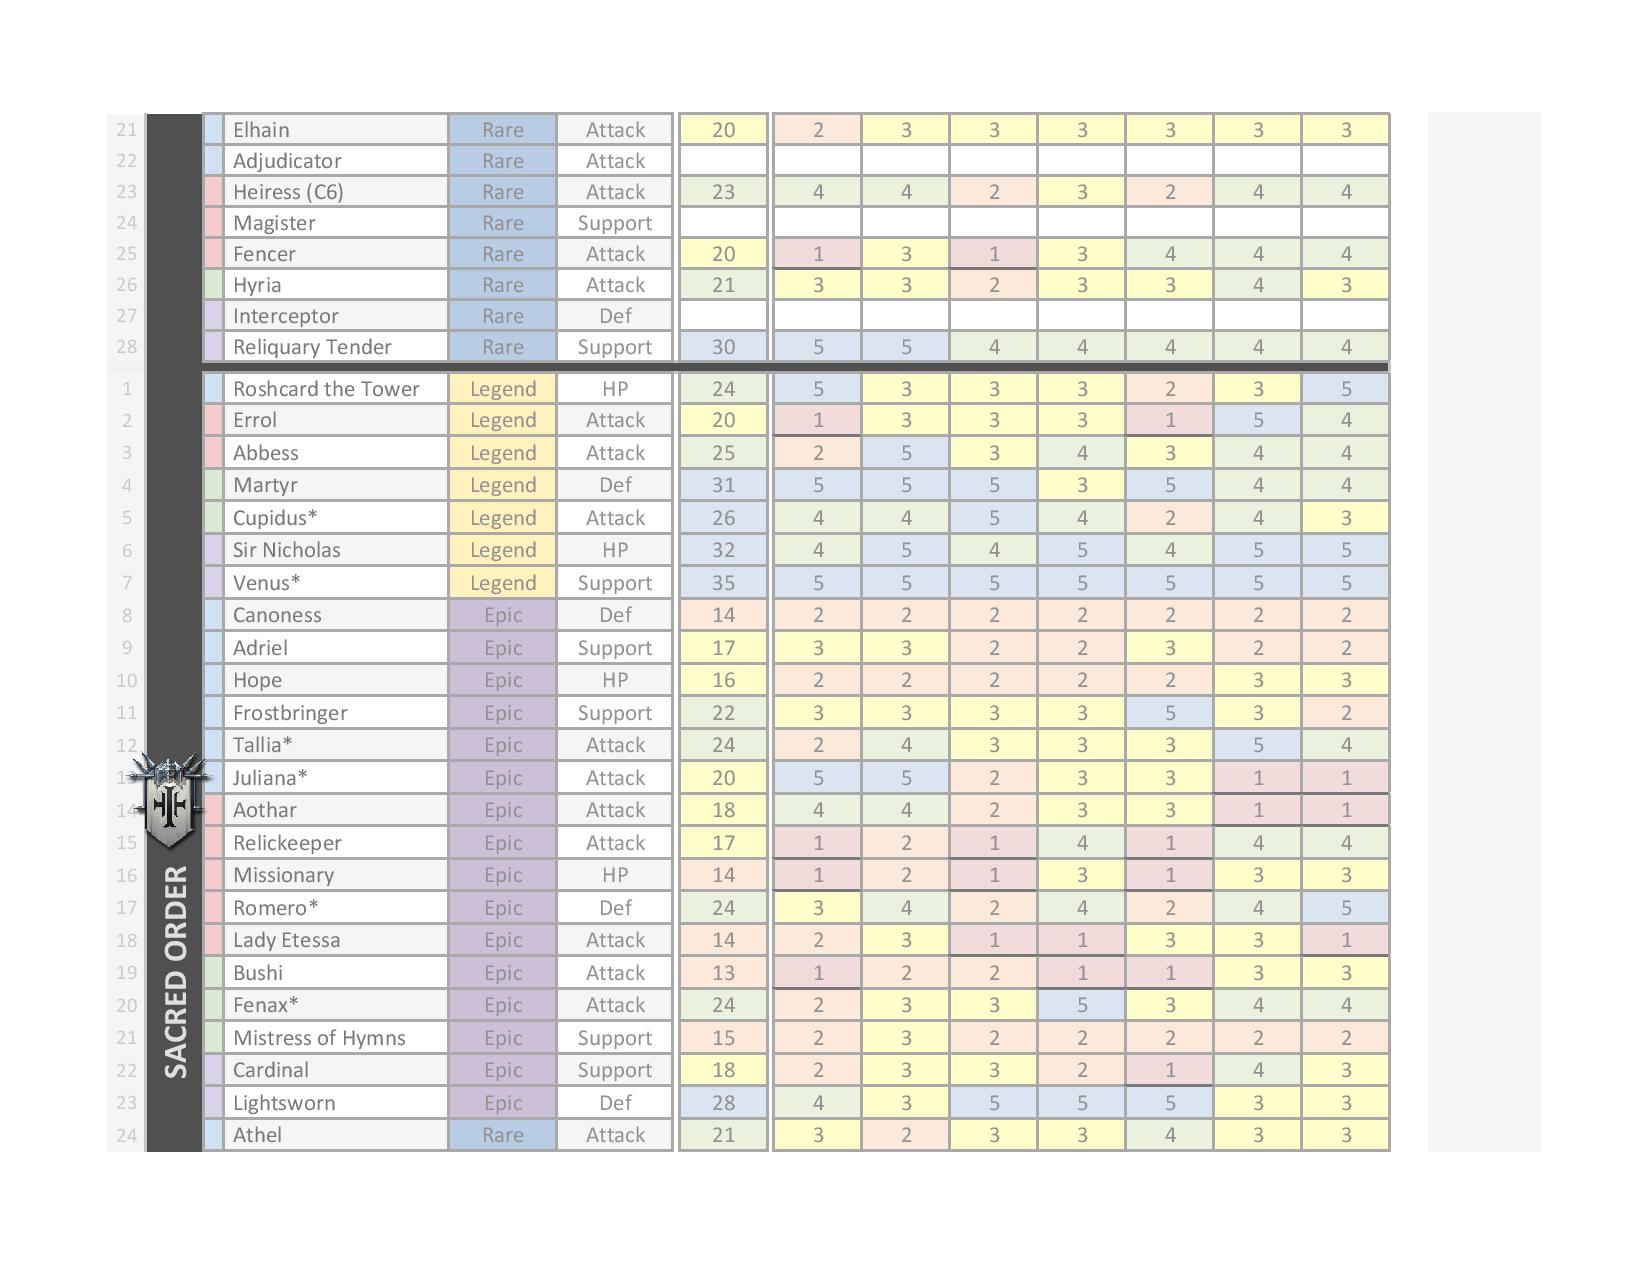 21 Elhain Rare Attack 20 2 3 3 3 3 3 3
22 Adjudicator Rare Attack
23 Heiress (C6) Rare Attack 23 4 4 2 3 2 4 4
24 Magister Rare Support
25 Fencer Rare Attack 20 1 3 1 3 4 4 4
26 Hyria Rare Attack 21 3 3 2 3 3 4 3
27 Interceptor Rare Def
28 Reliquary Tender Rare Support 30 5 5 4 4 4 4 4
SACRED ORDER
1 Roshcard the Tower Legend HP 24 5 3 3 3 2 3 5
2 Errol Legend Attack 20 1 3 3 3 1 5 4
3 Abbess Legend Attack 25 2 5 3 4 3 4 4
4 Martyr Legend Def 31 5 5 5 3 5 4 4
5 Cupidus* Legend Attack 26 4 4 5 4 2 4 3
6 Sir Nicholas Legend HP 32 4 5 4 5 4 5 5
7 Venus* Legend Support 35 5 5 5 5 5 5 5
8 Canoness Epic Def 14 2 2 2 2 2 2 2
9 Adriel Epic Support 17 3 3 2 2 3 2 2
10 Hope Epic HP 16 2 2 2 2 2 3 3
11 Frostbringer Epic Support 22 3 3 3 3 5 3 2
12 Tallia* Epic Attack 24 2 4 3 3 3 5 4
13 Juliana* Epic Attack 20 5 5 2 3 3 1 1
14 Aothar Epic Attack 18 4 4 2 3 3 1 1
15 Relickeeper Epic Attack 17 1 2 1 4 1 4 4
16 Missionary Epic HP 14 1 2 1 3 1 3 3
17 Romero* Epic Def 24 3 4 2 4 2 4 5
18 Lady Etessa Epic Attack 14 2 3 1 1 3 3 1
19 Bushi Epic Attack 13 1 2 2 1 1 3 3
20 Fenax* Epic Attack 24 2 3 3 5 3 4 4
21 Mistress of Hymns Epic Support 15 2 3 2 2 2 2 2
22 Cardinal Epic Support 18 2 3 3 2 1 4 3
23 Lightsworn Epic Def 28 4 3 5 5 5 3 3
24 Athel Rare Attack 21 3 2 3 3 4 3 3